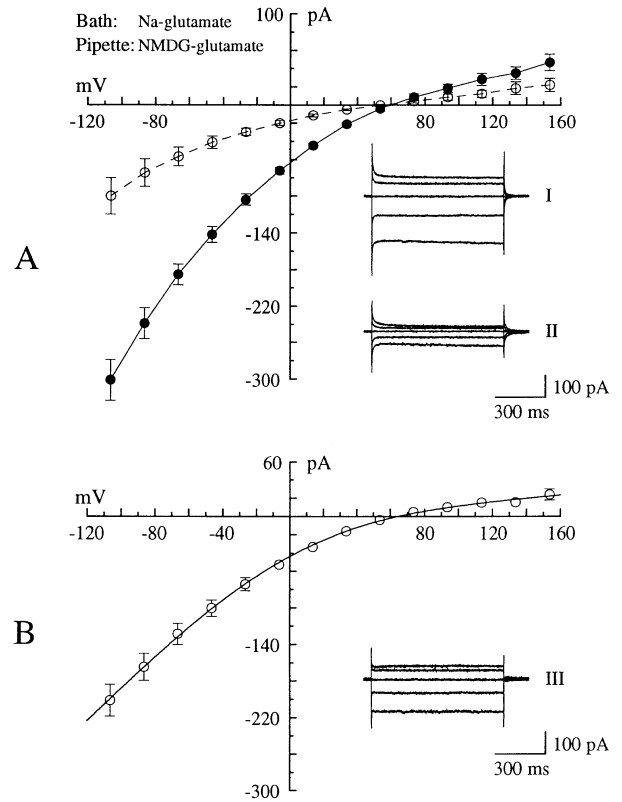 100 pA
Bath: Na-glutamate
Pipette: NMDG-glutamate
mV
-120 -80 80 120 160
I
A
-140
-220
II
-300
100 pA
300 ms
60 pA
mV
-120 -80 -40 40 80 120 160
B
-140
III
-220
100 pA
300 ms
-300